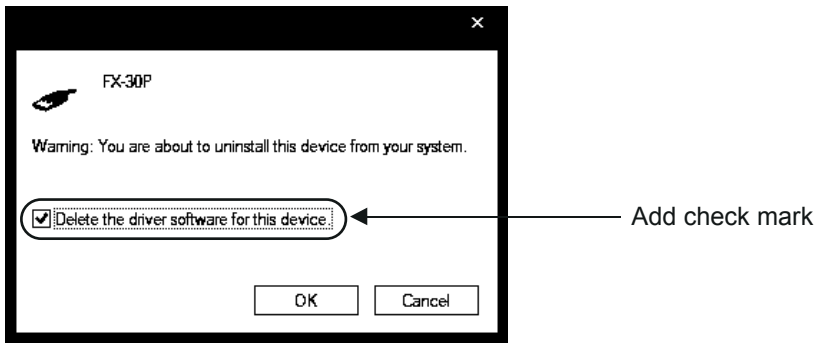 FX-30P
Warning: You are about to uninstall this device from your system.
Delete the driver software for this device.
Add check mark
OK Cancel